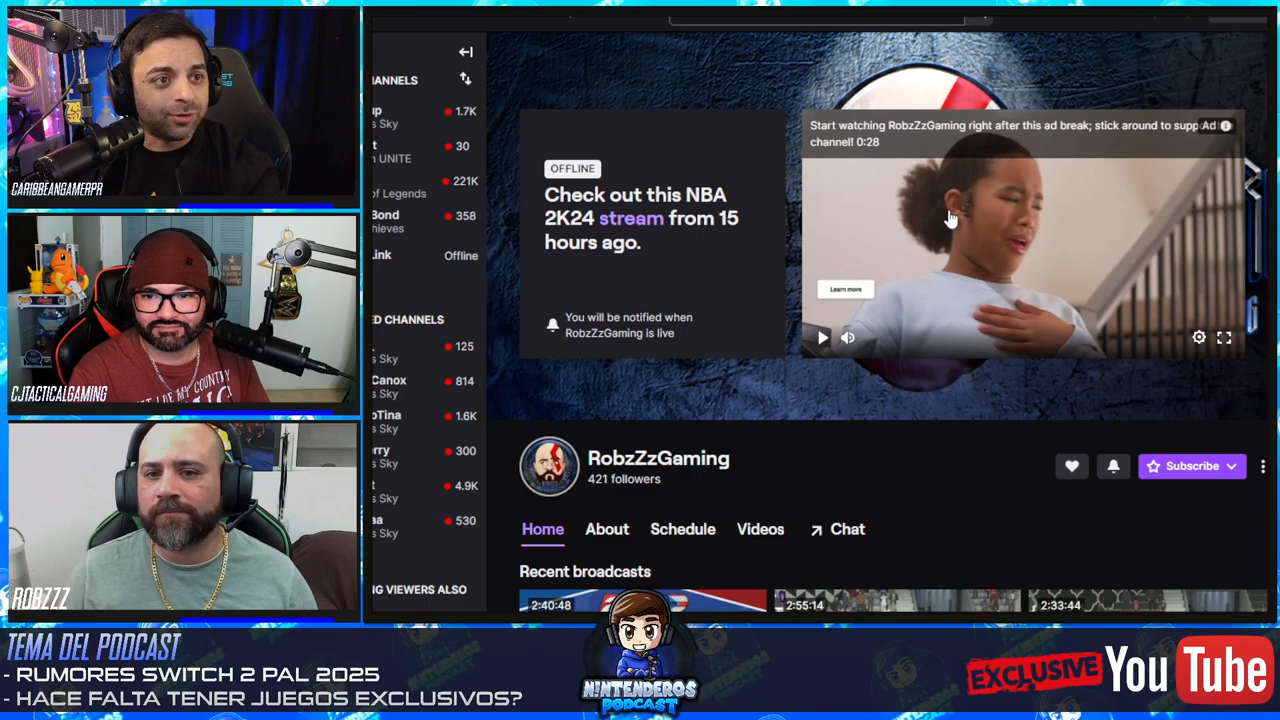 CARIBBEANGAMERPR
CJTACTICALGAMING
ROBZZZ
ANNELS
up
1.7K
s Sky
t
30
n UNITE
221K
of Legends
Bond
358
hieves
Link
Offline
ED CHANNELS
125
s Sky
Canox
814
s Sky
oTina
1.6K
s Sky
rry
300
s Sky
t
4.9K
s Sky
aa
530
s Sky
NG VIEWERS ALSO
OFFLINE
Check out this NBA
2K24 stream from 15
hours ago.
You will be notified when
RobzZzGaming is live
Start watching RobzZzGaming right after this ad break; stick around to supp
Ad
channel! 0:28
Learn more
RobzZzGaming
421 followers
Subscribe
Home About Schedule Videos Chat
Recent broadcasts
2:40:48
2:55:14
2:33:44
TEMA DEL PODCAST
- RUMORES SWITCH 2 PAL 2025
- HACE FALTA TENER JUEGOS EXCLUSIVOS?
NINTENDEROS
PODCAST
EXCLUSIVE
YouTube